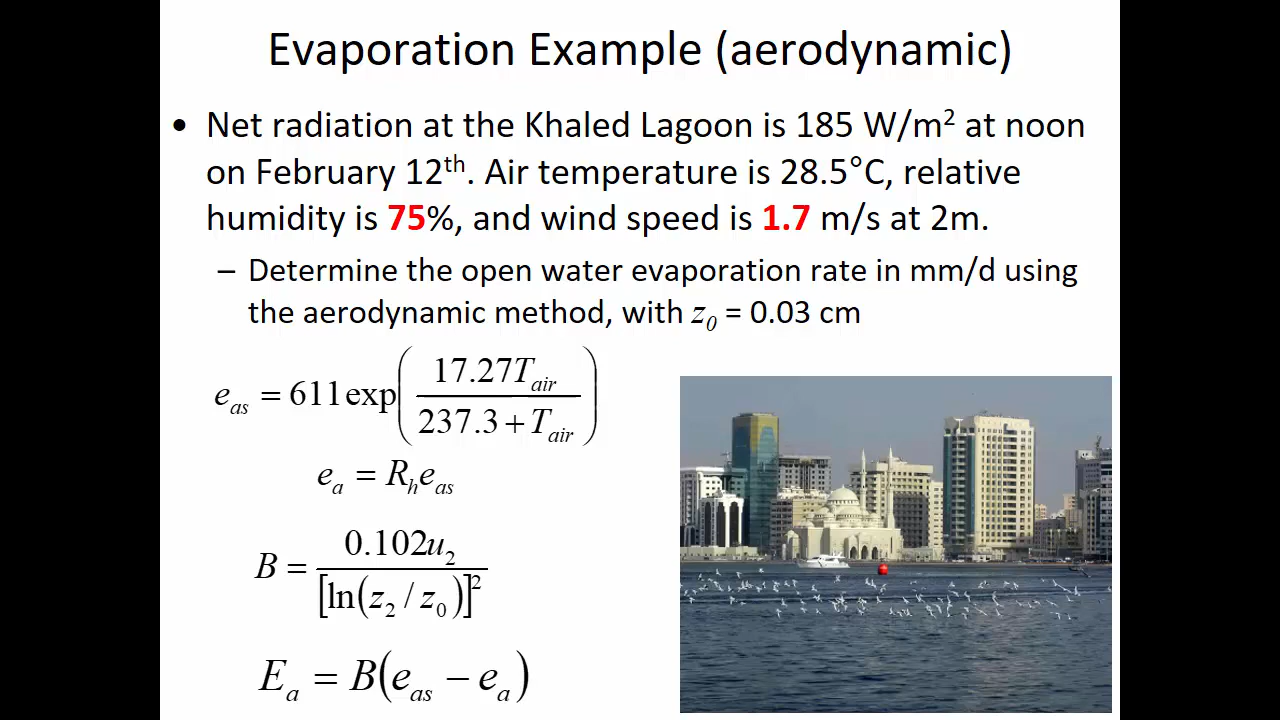 Evaporation Example (aerodynamic)
• Net radiation at the Khaled Lagoon is 185 W/m² at noon
on February 12ᵗʰ. Air temperature is 28.5°C, relative
humidity is 75%, and wind speed is 1.7 m/s at 2m.
– Determine the open water evaporation rate in mm/d using
the aerodynamic method, with z₀ = 0.03 cm
e_as = 611 exp(17.27T_air / (237.3 + T_air))
e_a = R_h e_as
B = 0.102u₂ / [ln(z₂ / z₀)]²
E_a = B(e_as − e_a)